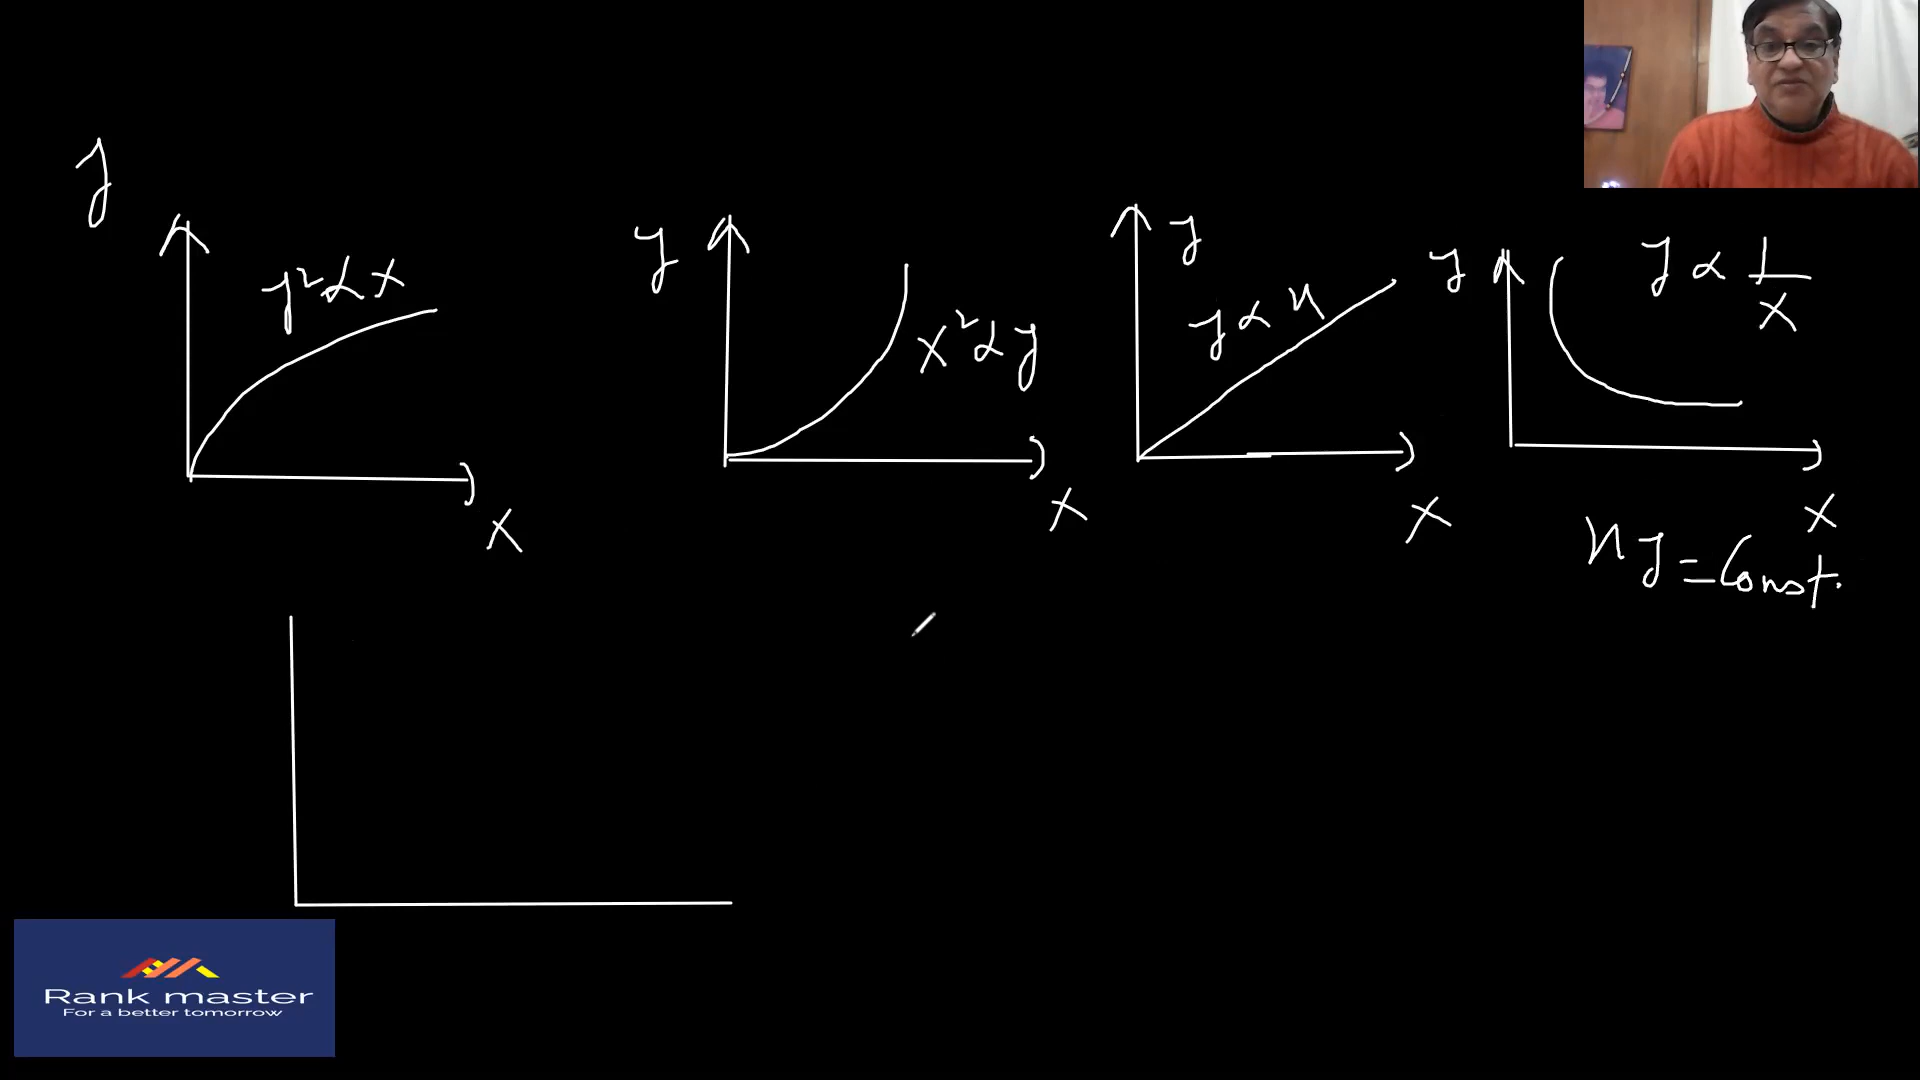 y
y² ∝ x
x
y
x² ∝ y
x
y
y ∝ x
x
y
y ∝ 1/x
x
xy = Const.
Rank master
For a better tomorrow